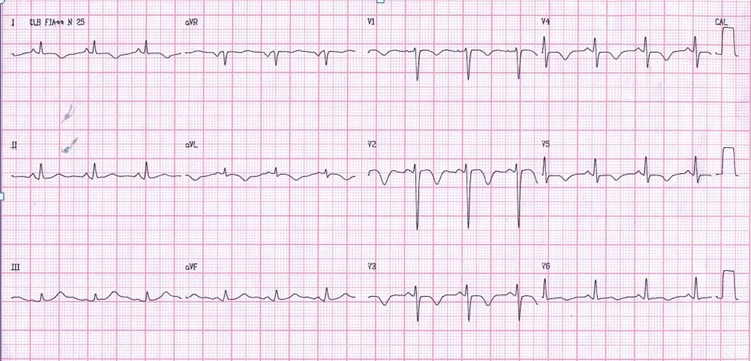 I aVR V1 V4 CAL
II aVL V2 V5
III aVF V3 V6